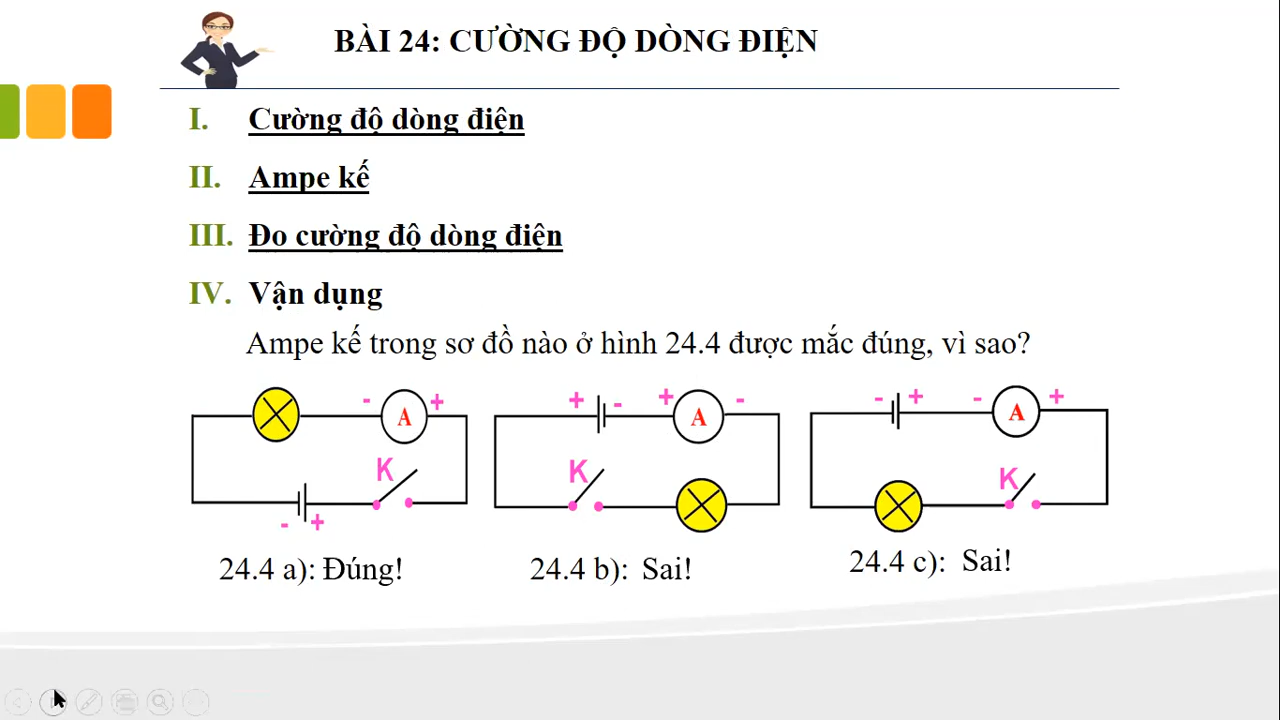 BÀI 24: CƯỜNG ĐỘ DÒNG ĐIỆN
I. Cường độ dòng điện
II. Ampe kế
III. Đo cường độ dòng điện
IV. Vận dụng
Ampe kế trong sơ đồ nào ở hình 24.4 được mắc đúng, vì sao?
- A +
+ - + A -
- + - A +
K
K
K
- +
24.4 a): Đúng!
24.4 b): Sai!
24.4 c): Sai!